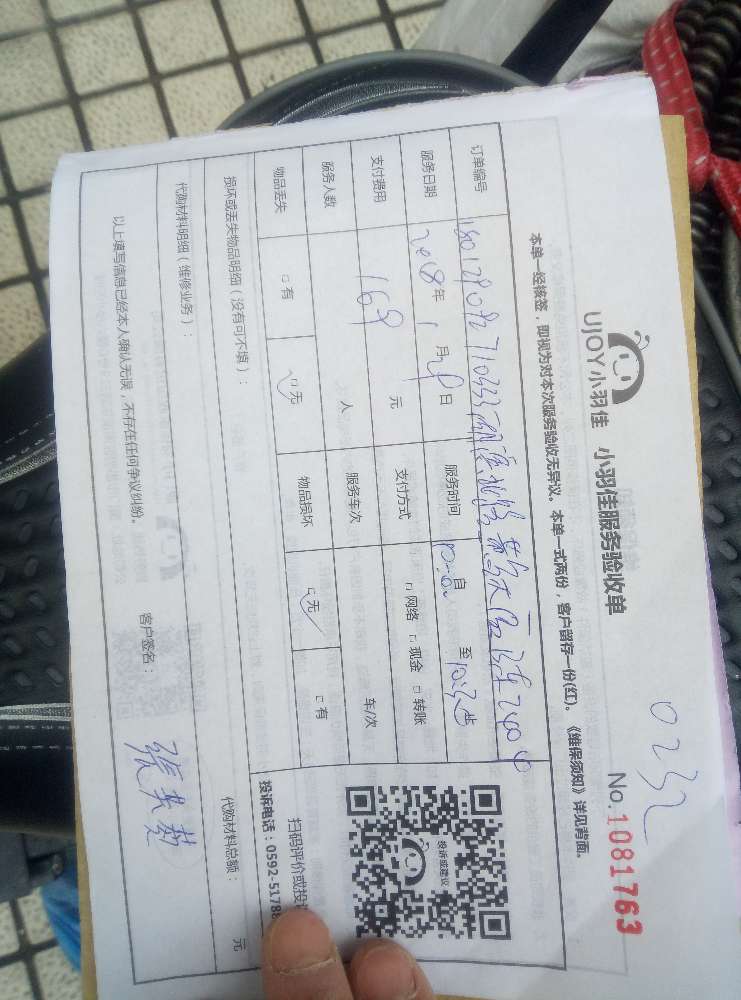 0232
UJOY小羽佳 小羽佳服务验收单 No.1081763
本单一经核签，即视为对本次服务验收无异议。本单一式两份，客户留存一份(红)。《维保须知》详见背面。
订单编号
服务日期 2018年 1月 29日 服务时间 自 10:00 至 10:30
支付费用 169 元 支付方式 □ 网络 □ 现金 □ 转账
服务人数 人 服务车次 车/次
物品丢失 □ 有 □ 无 物品损坏 □ 无 □ 有
投诉或建议
扫码评价或投
投诉电话：0592-5178
损坏或丢失物品明细（没有可不填）：
代购材料明细（维修业务）： 代购材料总额： 元
以上填写信息已经本人确认无误，不存在任何争议纠纷。 客户签名：